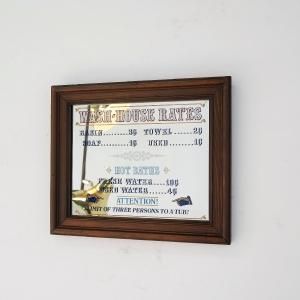 WASH-HOUSE RATES
BASIN........3¢ TOWEL.....2¢
SOAP........1¢ USED.......1¢
HOT BATHS
FRESH WATER.....10¢
USED WATER.......4¢
ATTENTION!
LIMIT OF THREE PERSONS TO A TUB!